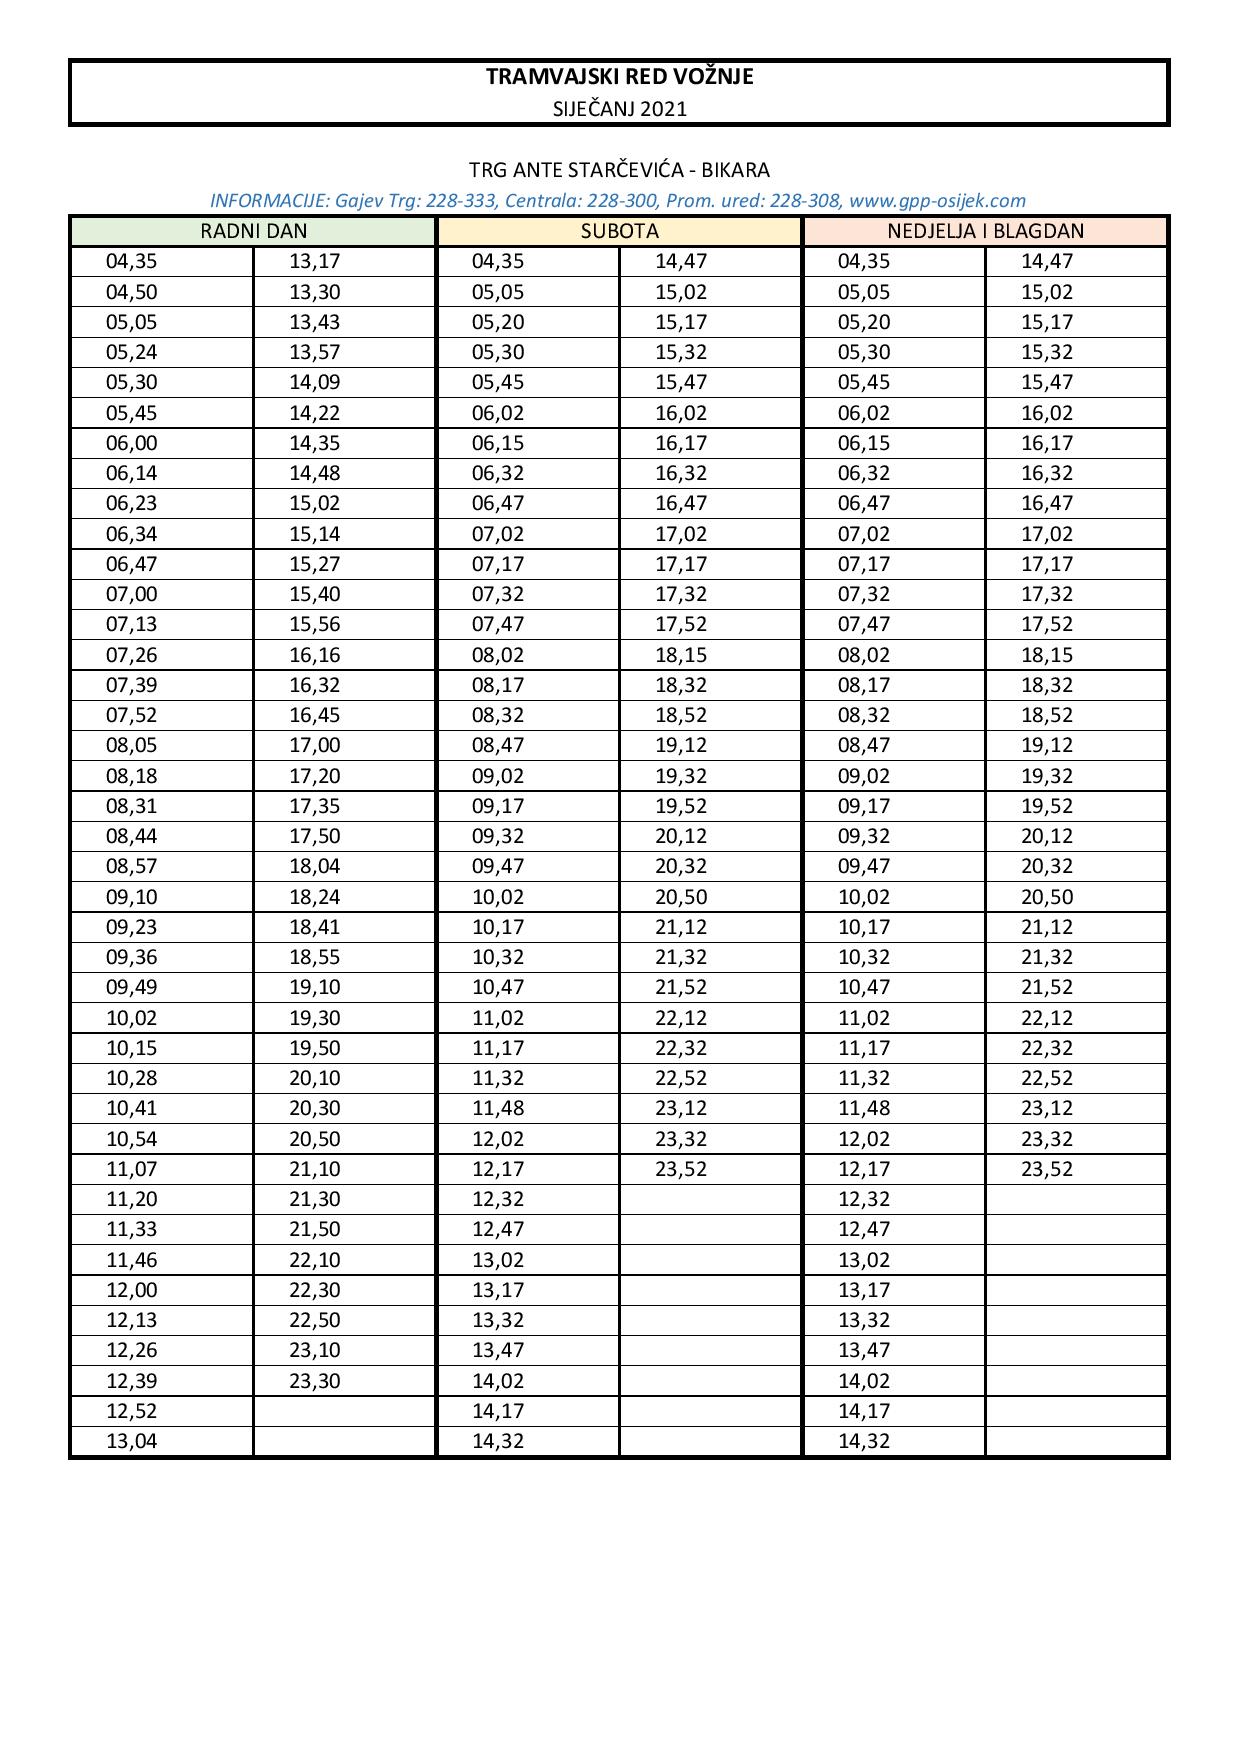 TRAMVAJSKI RED VOŽNJE
SIJEČANJ 2021
TRG ANTE STARČEVIĆA - BIKARA
INFORMACIJE: Gajev Trg: 228-333, Centrala: 228-300, Prom. ured: 228-308, www.gpp-osijek.com
RADNI DAN SUBOTA NEDJELJA I BLAGDAN
04,35 13,17 04,35 14,47 04,35 14,47
04,50 13,30 05,05 15,02 05,05 15,02
05,05 13,43 05,20 15,17 05,20 15,17
05,24 13,57 05,30 15,32 05,30 15,32
05,30 14,09 05,45 15,47 05,45 15,47
05,45 14,22 06,02 16,02 06,02 16,02
06,00 14,35 06,15 16,17 06,15 16,17
06,14 14,48 06,32 16,32 06,32 16,32
06,23 15,02 06,47 16,47 06,47 16,47
06,34 15,14 07,02 17,02 07,02 17,02
06,47 15,27 07,17 17,17 07,17 17,17
07,00 15,40 07,32 17,32 07,32 17,32
07,13 15,56 07,47 17,52 07,47 17,52
07,26 16,16 08,02 18,15 08,02 18,15
07,39 16,32 08,17 18,32 08,17 18,32
07,52 16,45 08,32 18,52 08,32 18,52
08,05 17,00 08,47 19,12 08,47 19,12
08,18 17,20 09,02 19,32 09,02 19,32
08,31 17,35 09,17 19,52 09,17 19,52
08,44 17,50 09,32 20,12 09,32 20,12
08,57 18,04 09,47 20,32 09,47 20,32
09,10 18,24 10,02 20,50 10,02 20,50
09,23 18,41 10,17 21,12 10,17 21,12
09,36 18,55 10,32 21,32 10,32 21,32
09,49 19,10 10,47 21,52 10,47 21,52
10,02 19,30 11,02 22,12 11,02 22,12
10,15 19,50 11,17 22,32 11,17 22,32
10,28 20,10 11,32 22,52 11,32 22,52
10,41 20,30 11,48 23,12 11,48 23,12
10,54 20,50 12,02 23,32 12,02 23,32
11,07 21,10 12,17 23,52 12,17 23,52
11,20 21,30 12,32 12,32
11,33 21,50 12,47 12,47
11,46 22,10 13,02 13,02
12,00 22,30 13,17 13,17
12,13 22,50 13,32 13,32
12,26 23,10 13,47 13,47
12,39 23,30 14,02 14,02
12,52 14,17 14,17
13,04 14,32 14,32